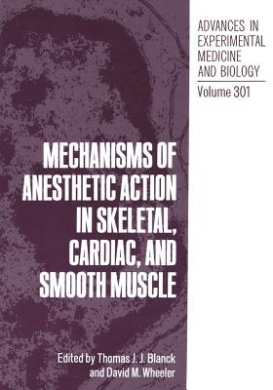 ADVANCES IN
EXPERIMENTAL
MEDICINE
AND BIOLOGY
Volume 301
MECHANISMS OF
ANESTHETIC ACTION
IN SKELETAL,
CARDIAC, AND
SMOOTH MUSCLE
Edited by Thomas J. J. Blanck
and David M. Wheeler